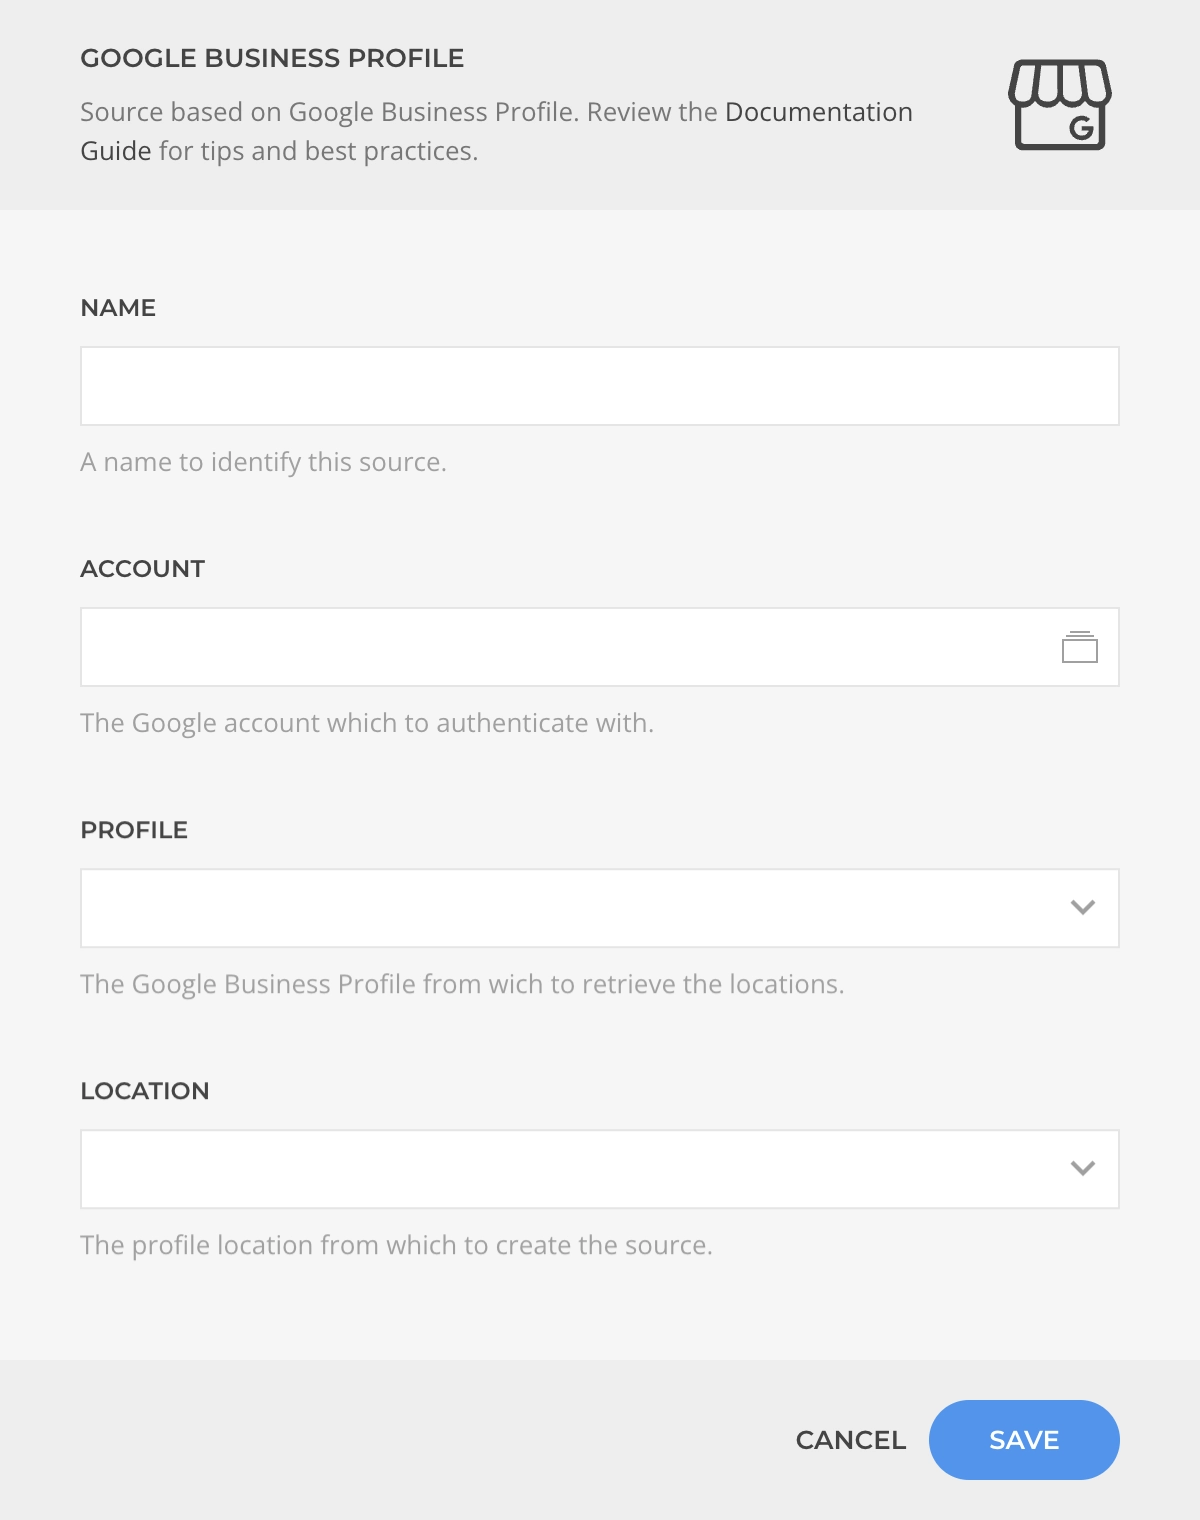 GOOGLE BUSINESS PROFILE
Source based on Google Business Profile. Review the Documentation
Guide for tips and best practices.
G
NAME
A name to identify this source.
ACCOUNT
The Google account which to authenticate with.
PROFILE
The Google Business Profile from wich to retrieve the locations.
LOCATION
The profile location from which to create the source.
CANCEL SAVE